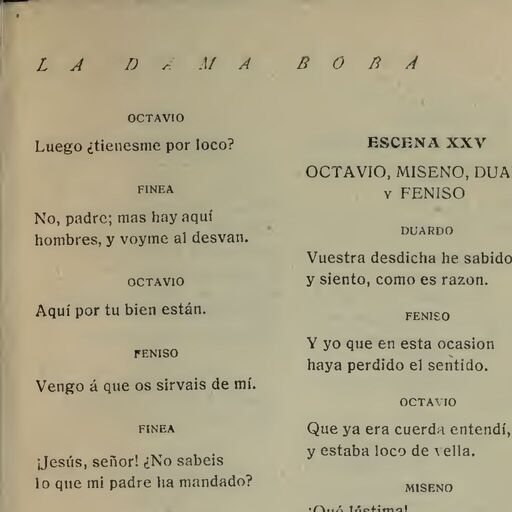 LA DAMA BOBA
OCTAVIO
Luego ¿tienesme por loco?
FINEA
No, padre; mas hay aquí
hombres, y voyme al desvan.
OCTAVIO
Aquí por tu bien están.
FENISO
Vengo á que os sirvais de mí.
FINEA
¡Jesús, señor! ¿No sabeis
lo que mi padre ha mandado?
ESCENA XXV
OCTAVIO, MISENO, DUA
Y FENISO
DUARDO
Vuestra desdicha he sabido
y siento, como es razon.
FENISO
Y yo que en esta ocasion
haya perdido el sentido.
OCTAVIO
Que ya era cuerda entendí,
y estaba loco de vella.
MISENO
¡Qué lástima!